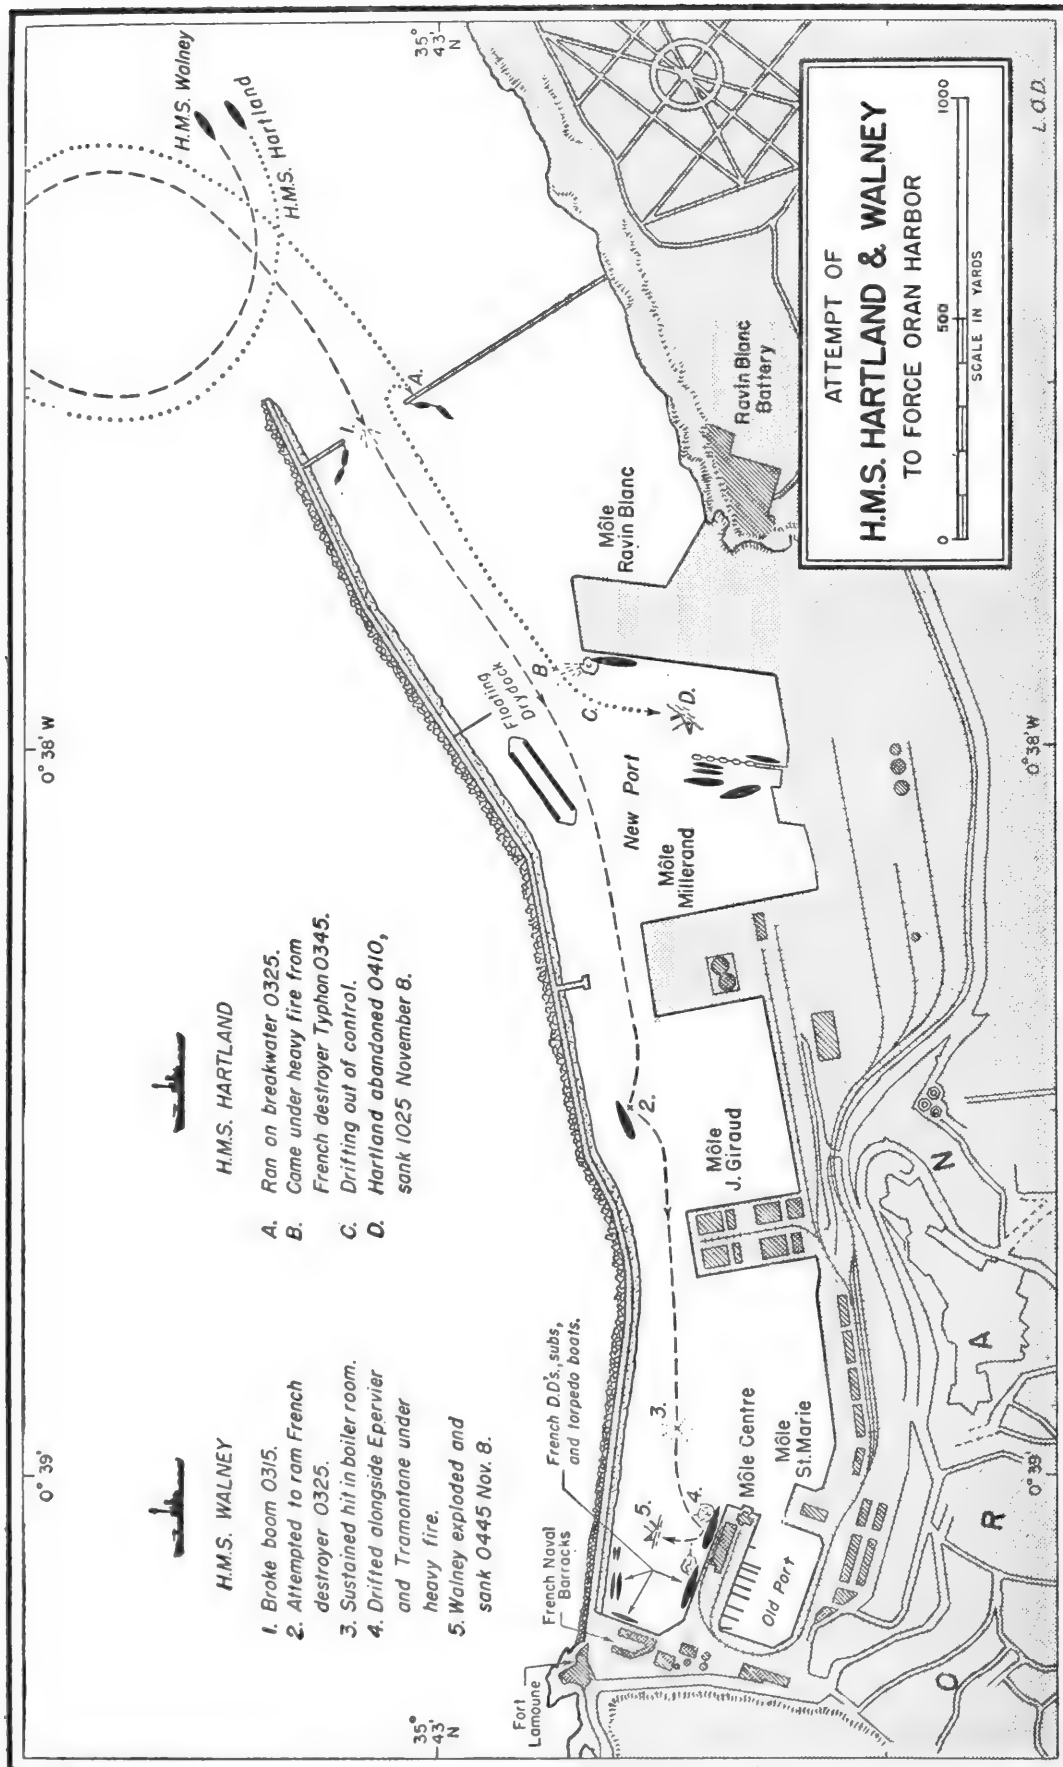 0° 39'
0° 38' W
H.M.S. WALNEY
1. Broke boom 0315.
2. Attempted to ram French
destroyer 0325.
3. Sustained hit in boiler room.
4. Drifted alongside Epervier
and Tramontane under
heavy fire.
5. Walney exploded and
sank 0445 Nov. 8.
H.M.S. HARTLAND
A. Ran on breakwater 0325.
B. Came under heavy fire from
French destroyer Typhon 0345.
C. Drifting out of control.
D. Hartland abandoned 0410,
sank 1025 November 8.
H.M.S. Walney
H.M.S. Hartland
35°
43'
N
35°
43'
N
Fort
Lamoune
French Naval
Barracks
French D.D's., subs,
and torpedo boats.
5.
4.
3.
2.
1.
A.
B
C.
D.
Floating
Drydock
New Port
Old Port
Môle Centre
Môle
St. Marie
Môle
J. Giraud
Môle
Millerand
Môle
Ravin Blanc
Ravin Blanc
Battery
O R A N
0° 39'
0° 38' W
ATTEMPT OF
H.M.S. HARTLAND & WALNEY
TO FORCE ORAN HARBOR
0 500 1000
SCALE IN YARDS
L.O.D.